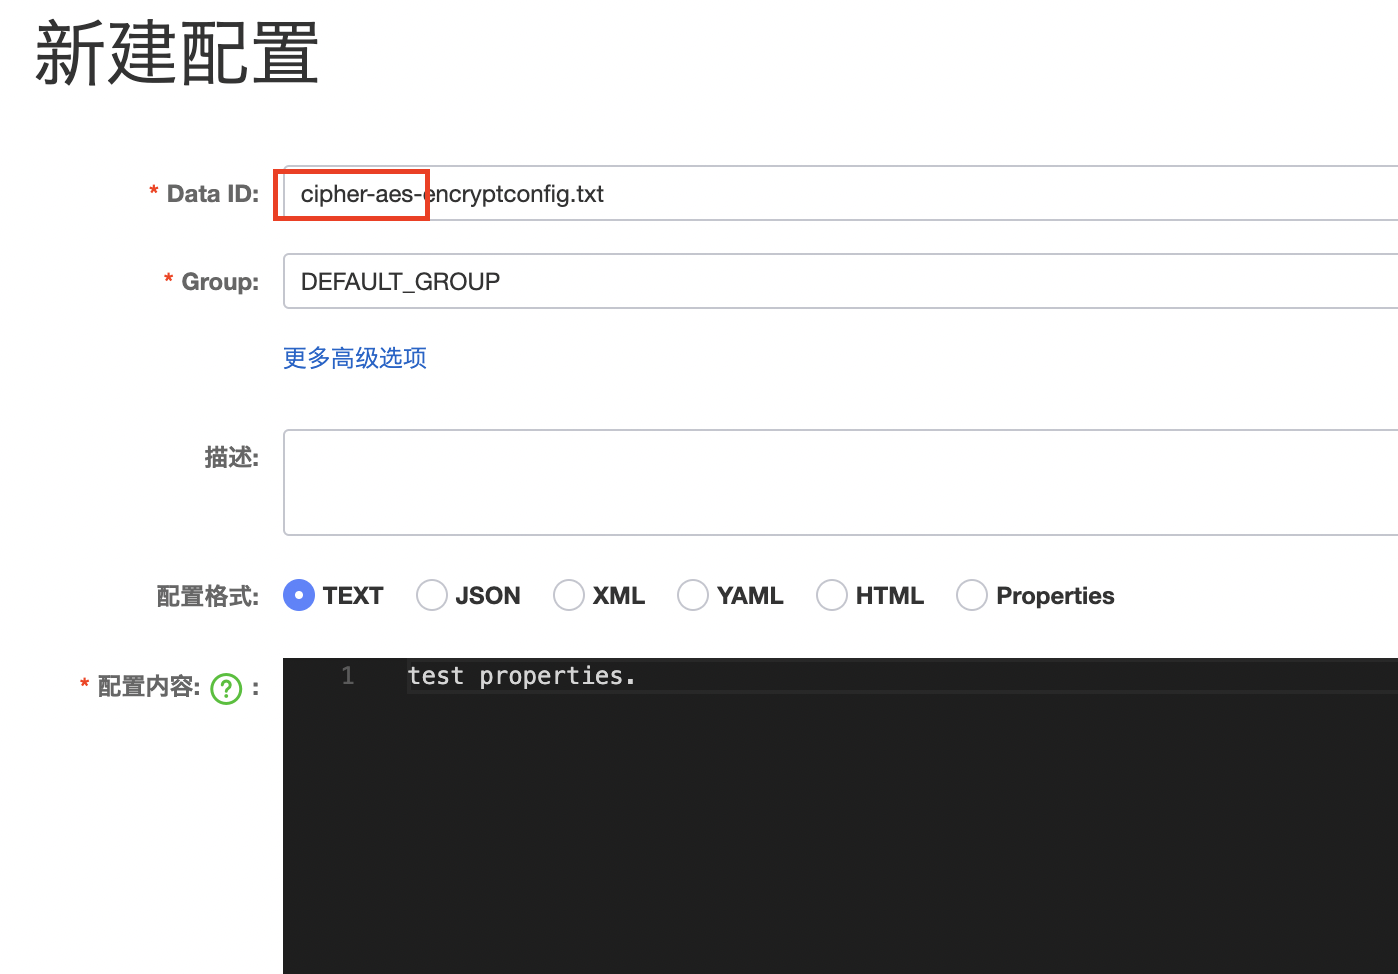 新建配置
* Data ID: cipher-aes-encryptconfig.txt
* Group: DEFAULT_GROUP
更多高级选项
描述:
配置格式: TEXT JSON XML YAML HTML Properties
* 配置内容: ? : 1 test properties.